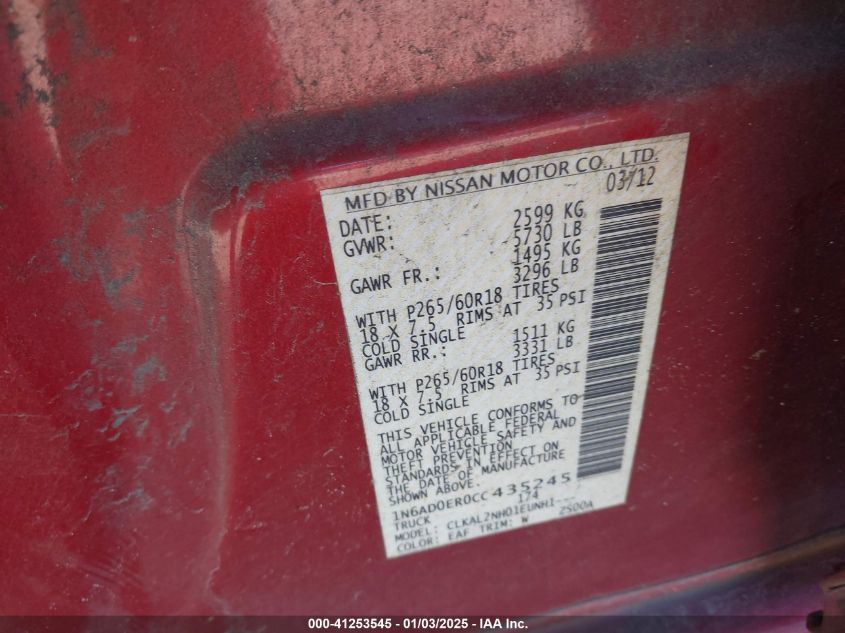 MFD BY NISSAN MOTOR CO., LTD.
DATE: 03/12
GVWR: 2599 KG
5730 LB
GAWR FR.: 1495 KG
3296 LB
WITH P265/60R18 TIRES
18 X 7.5 RIMS AT 35 PSI
COLD SINGLE
GAWR RR.: 1511 KG
3331 LB
WITH P265/60R18 TIRES
18 X 7.5 RIMS AT 35 PSI
COLD SINGLE
THIS VEHICLE CONFORMS TO
ALL APPLICABLE FEDERAL
MOTOR VEHICLE SAFETY AND
THEFT PREVENTION
STANDARDS IN EFFECT ON
THE DATE OF MANUFACTURE
SHOWN ABOVE.
1N6AD0ER0CC435245
TRUCK 174
MODEL: CLKAL2NH01EUNHI---
COLOR: EAF TRIM: W 2S00A
000-41253545 - 01/03/2025 - IAA Inc.